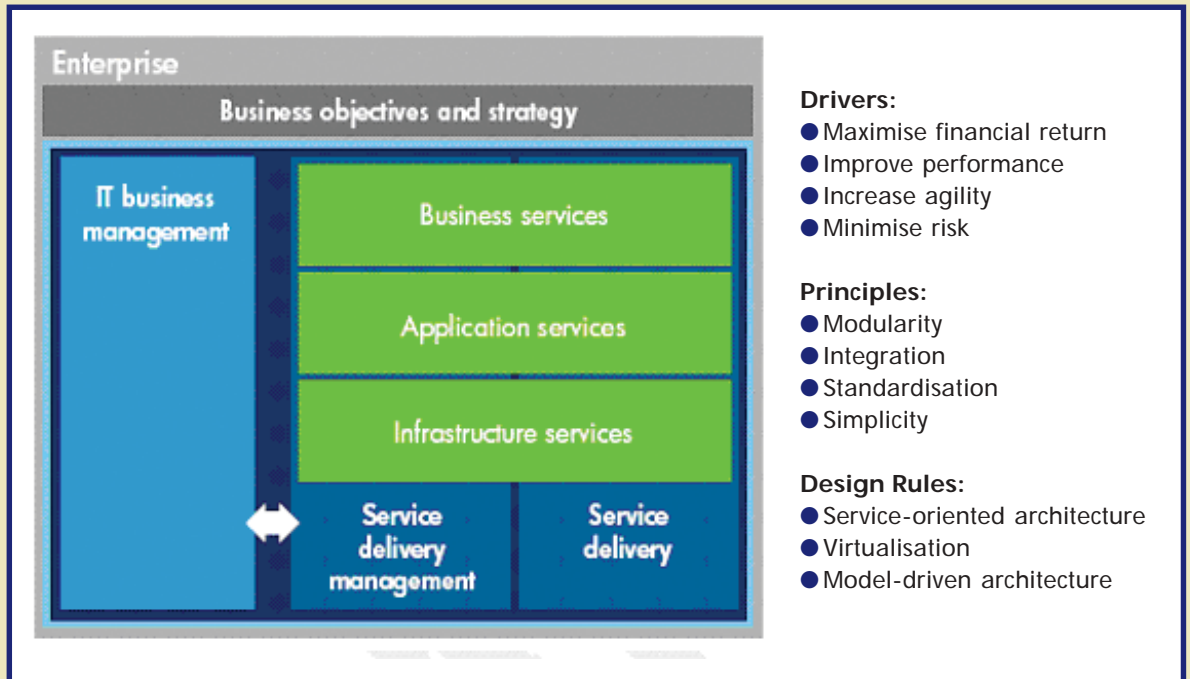 Enterprise
Business objectives and strategy
IT business
management
Business services
Application services
Infrastructure services
Service
delivery
management
Service
delivery
Drivers:
● Maximise financial return
● Improve performance
● Increase agility
● Minimise risk
Principles:
● Modularity
● Integration
● Standardisation
● Simplicity
Design Rules:
● Service-oriented architecture
● Virtualisation
● Model-driven architecture